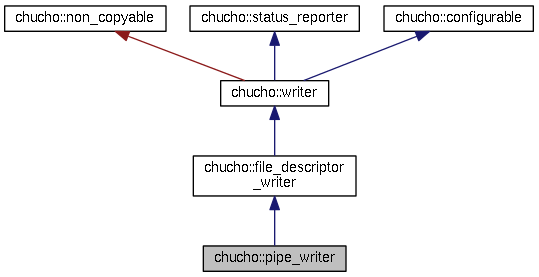 chucho::non_copyable
chucho::status_reporter
chucho::configurable
chucho::writer
chucho::file_descriptor
_writer
chucho::pipe_writer